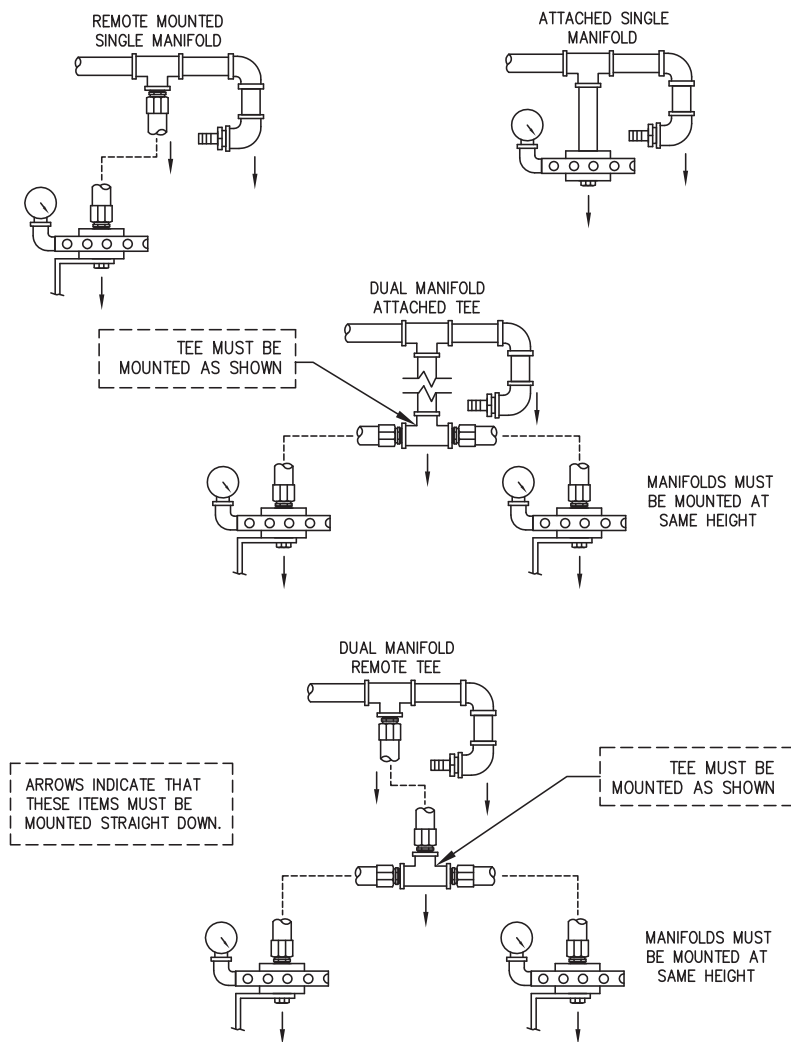 REMOTE MOUNTED
SINGLE MANIFOLD
ATTACHED SINGLE
MANIFOLD
DUAL MANIFOLD
ATTACHED TEE
TEE MUST BE
MOUNTED AS SHOWN
MANIFOLDS MUST
BE MOUNTED AT
SAME HEIGHT
DUAL MANIFOLD
REMOTE TEE
ARROWS INDICATE THAT
THESE ITEMS MUST BE
MOUNTED STRAIGHT DOWN.
TEE MUST BE
MOUNTED AS SHOWN
MANIFOLDS MUST
BE MOUNTED AT
SAME HEIGHT